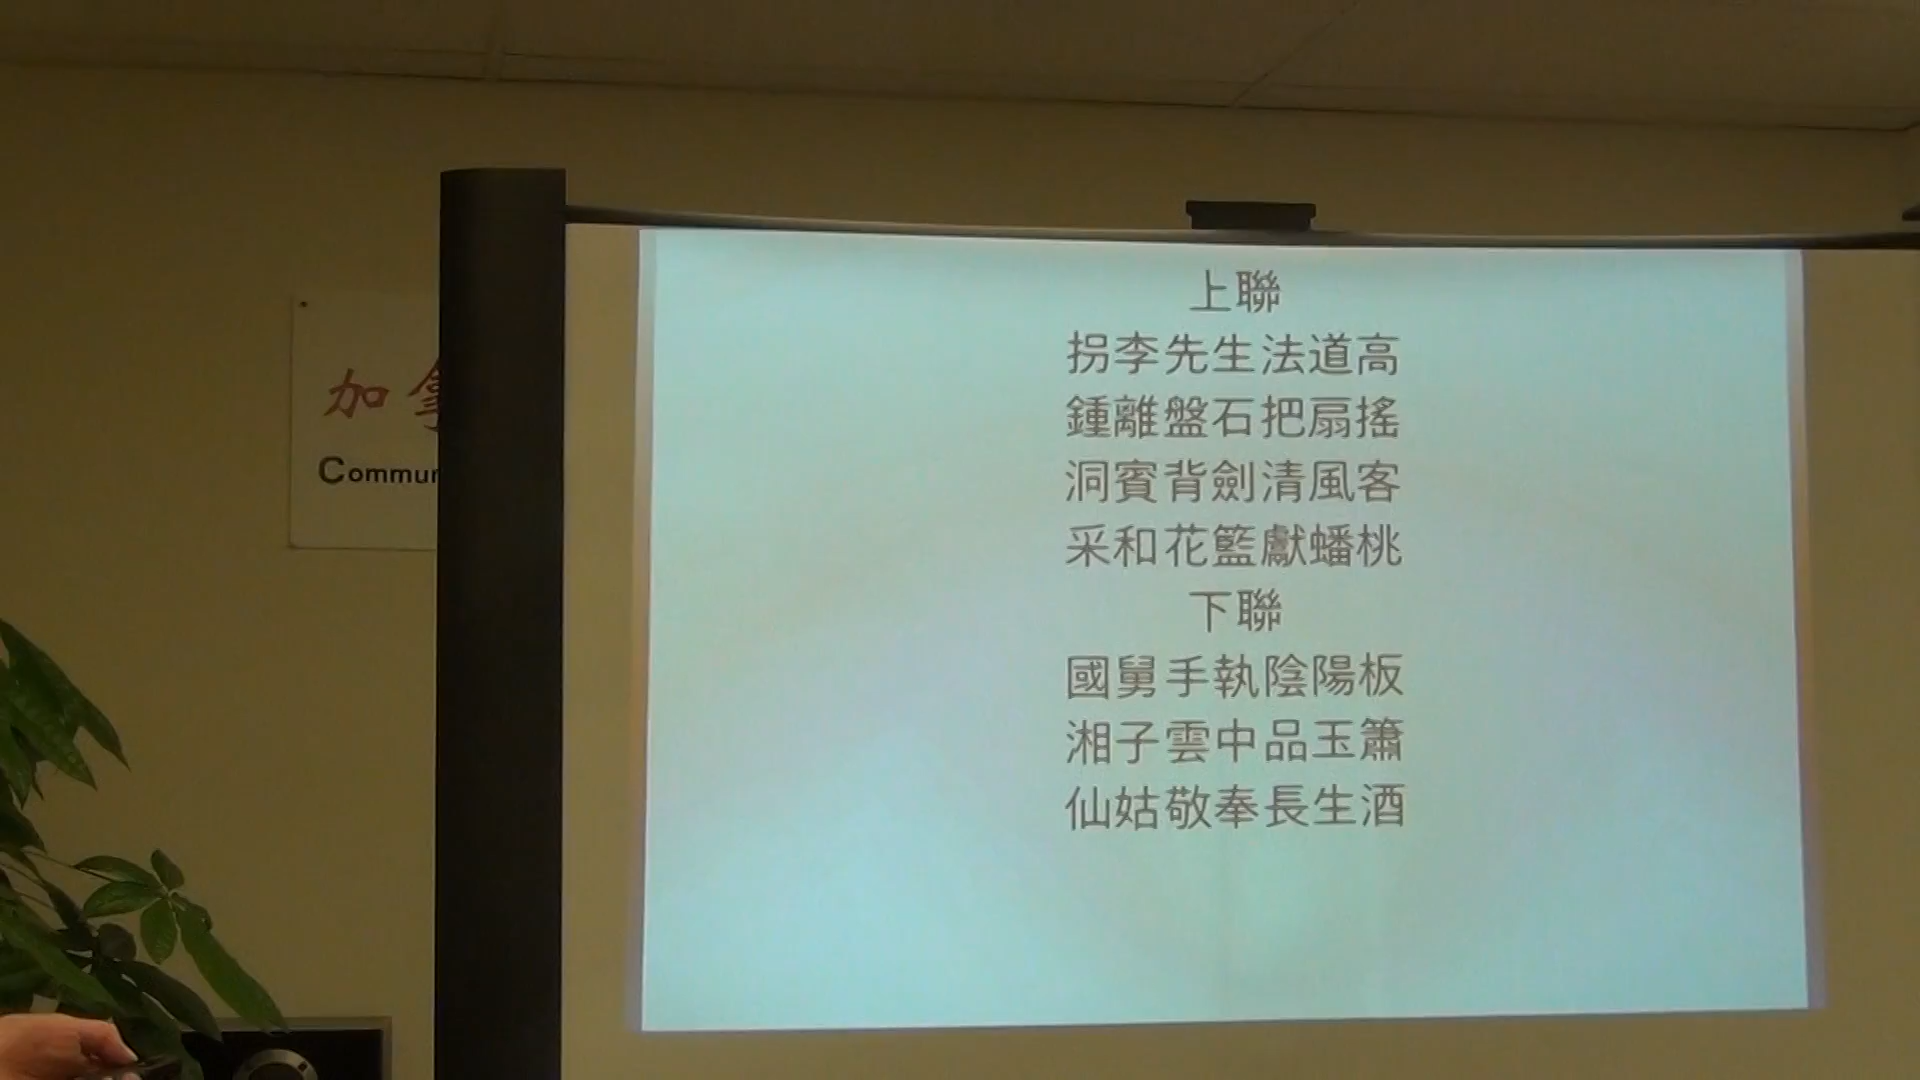 上聯
拐李先生法道高
鍾離盤石把扇搖
洞賓背劍清風客
采和花籃獻蟠桃
下聯
國舅手執陰陽板
湘子雲中品玉簫
仙姑敬奉長生酒
加拿
Commun